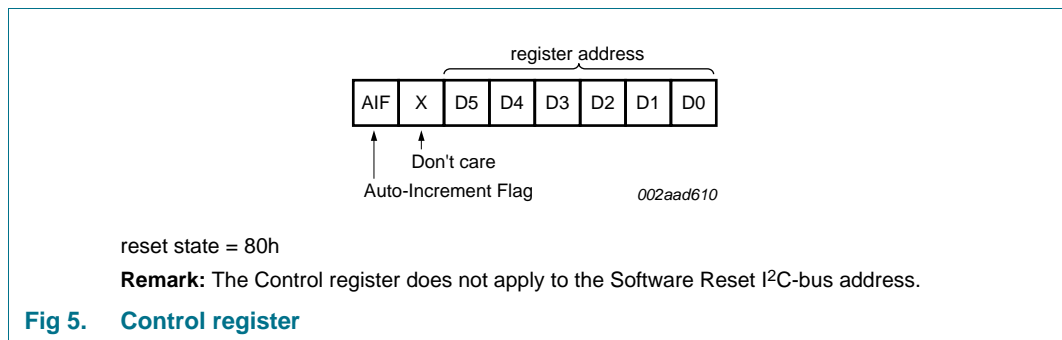 register address
AIF X D5 D4 D3 D2 D1 D0
Don't care
Auto-Increment Flag
002aad610
reset state = 80h
Remark: The Control register does not apply to the Software Reset I²C-bus address.
Fig 5. Control register